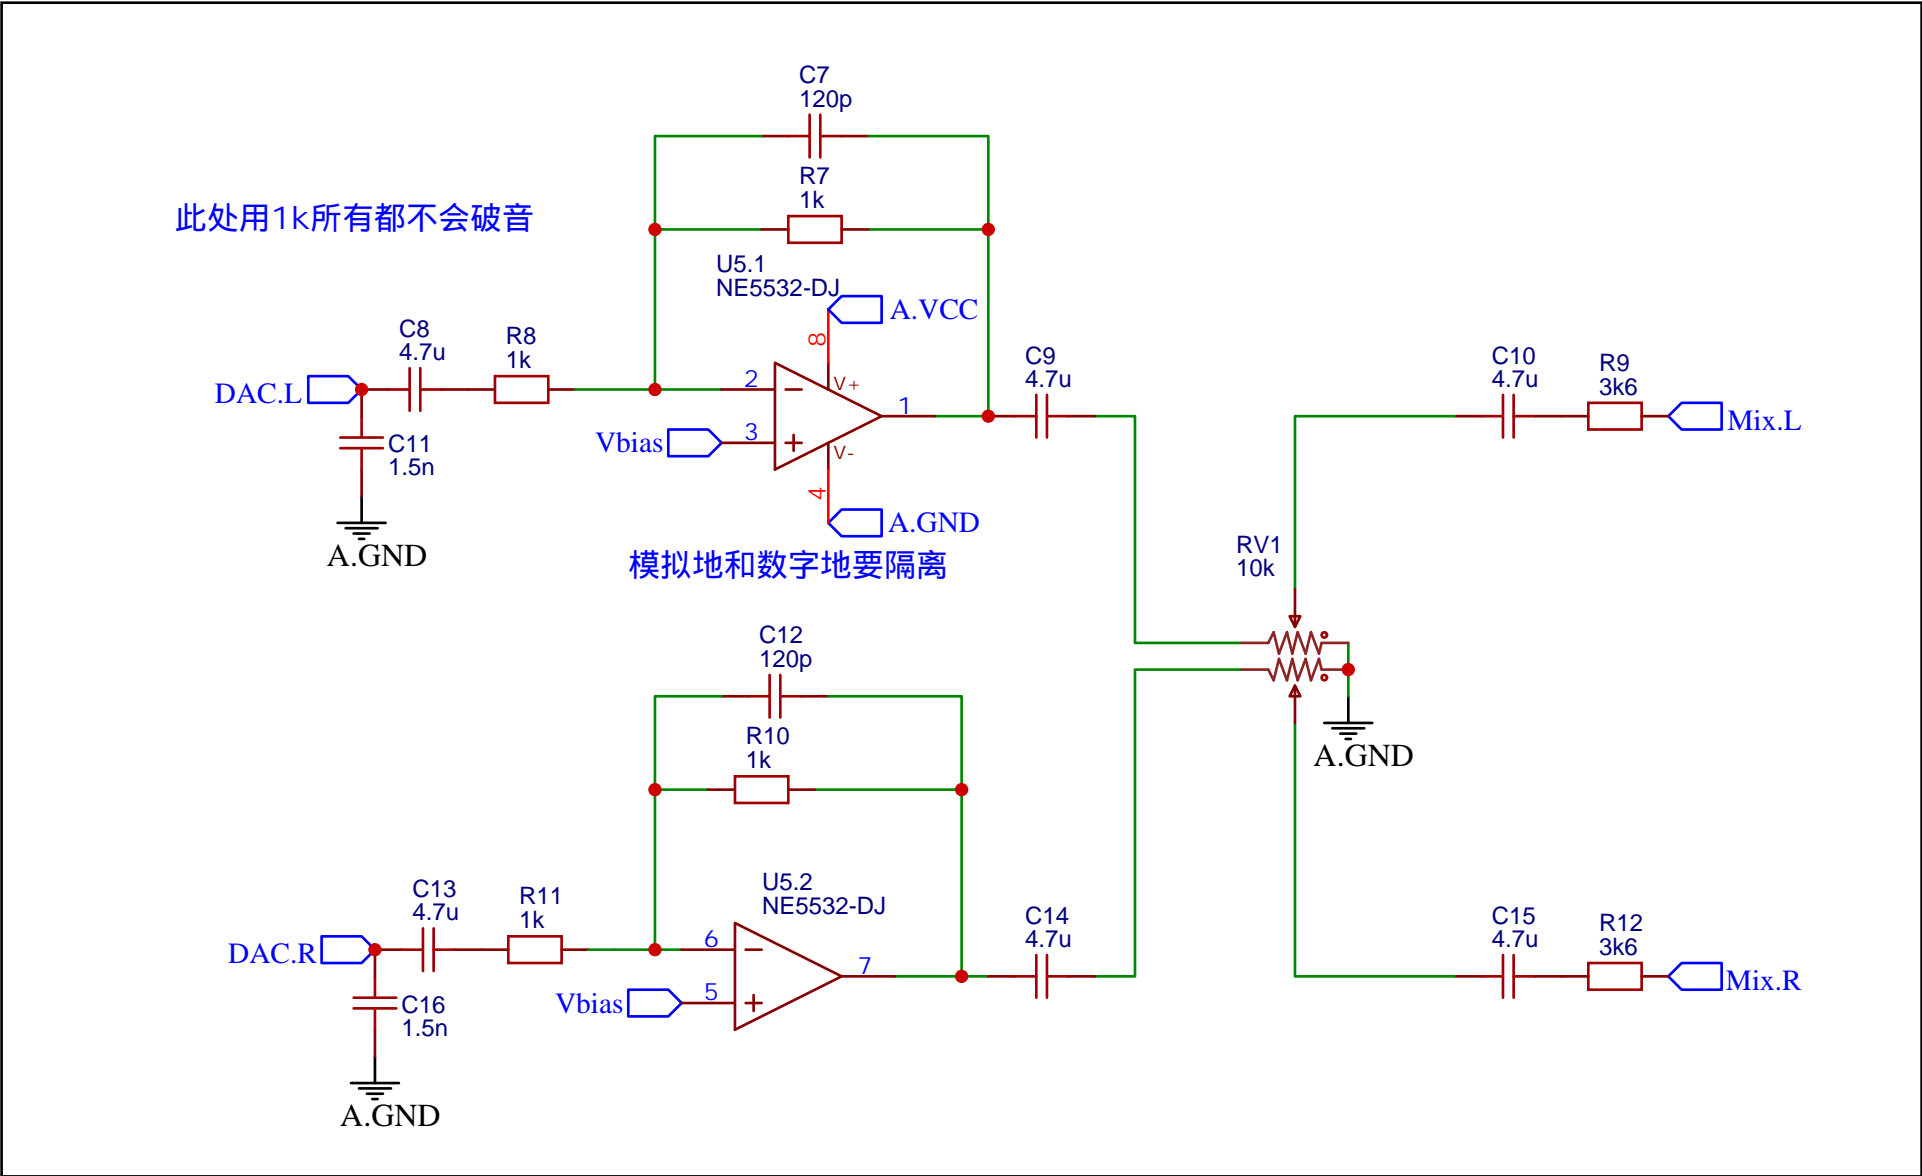 C7
120p
R7
1k
此处用1k所有都不会破音
U5.1
NE5532-DJ
A.VCC
8
C8
4.7u
R8
1k
C9
4.7u
C10
4.7u
R9
3k6
DAC.L
2
V+
1
Mix.L
Vbias
3
V-
C11
1.5n
4
A.GND
A.GND
模拟地和数字地要隔离
RV1
10k
C12
120p
R10
1k
A.GND
U5.2
NE5532-DJ
C13
4.7u
R11
1k
C14
4.7u
C15
4.7u
R12
3k6
DAC.R
6
7
Mix.R
Vbias
5
C16
1.5n
A.GND